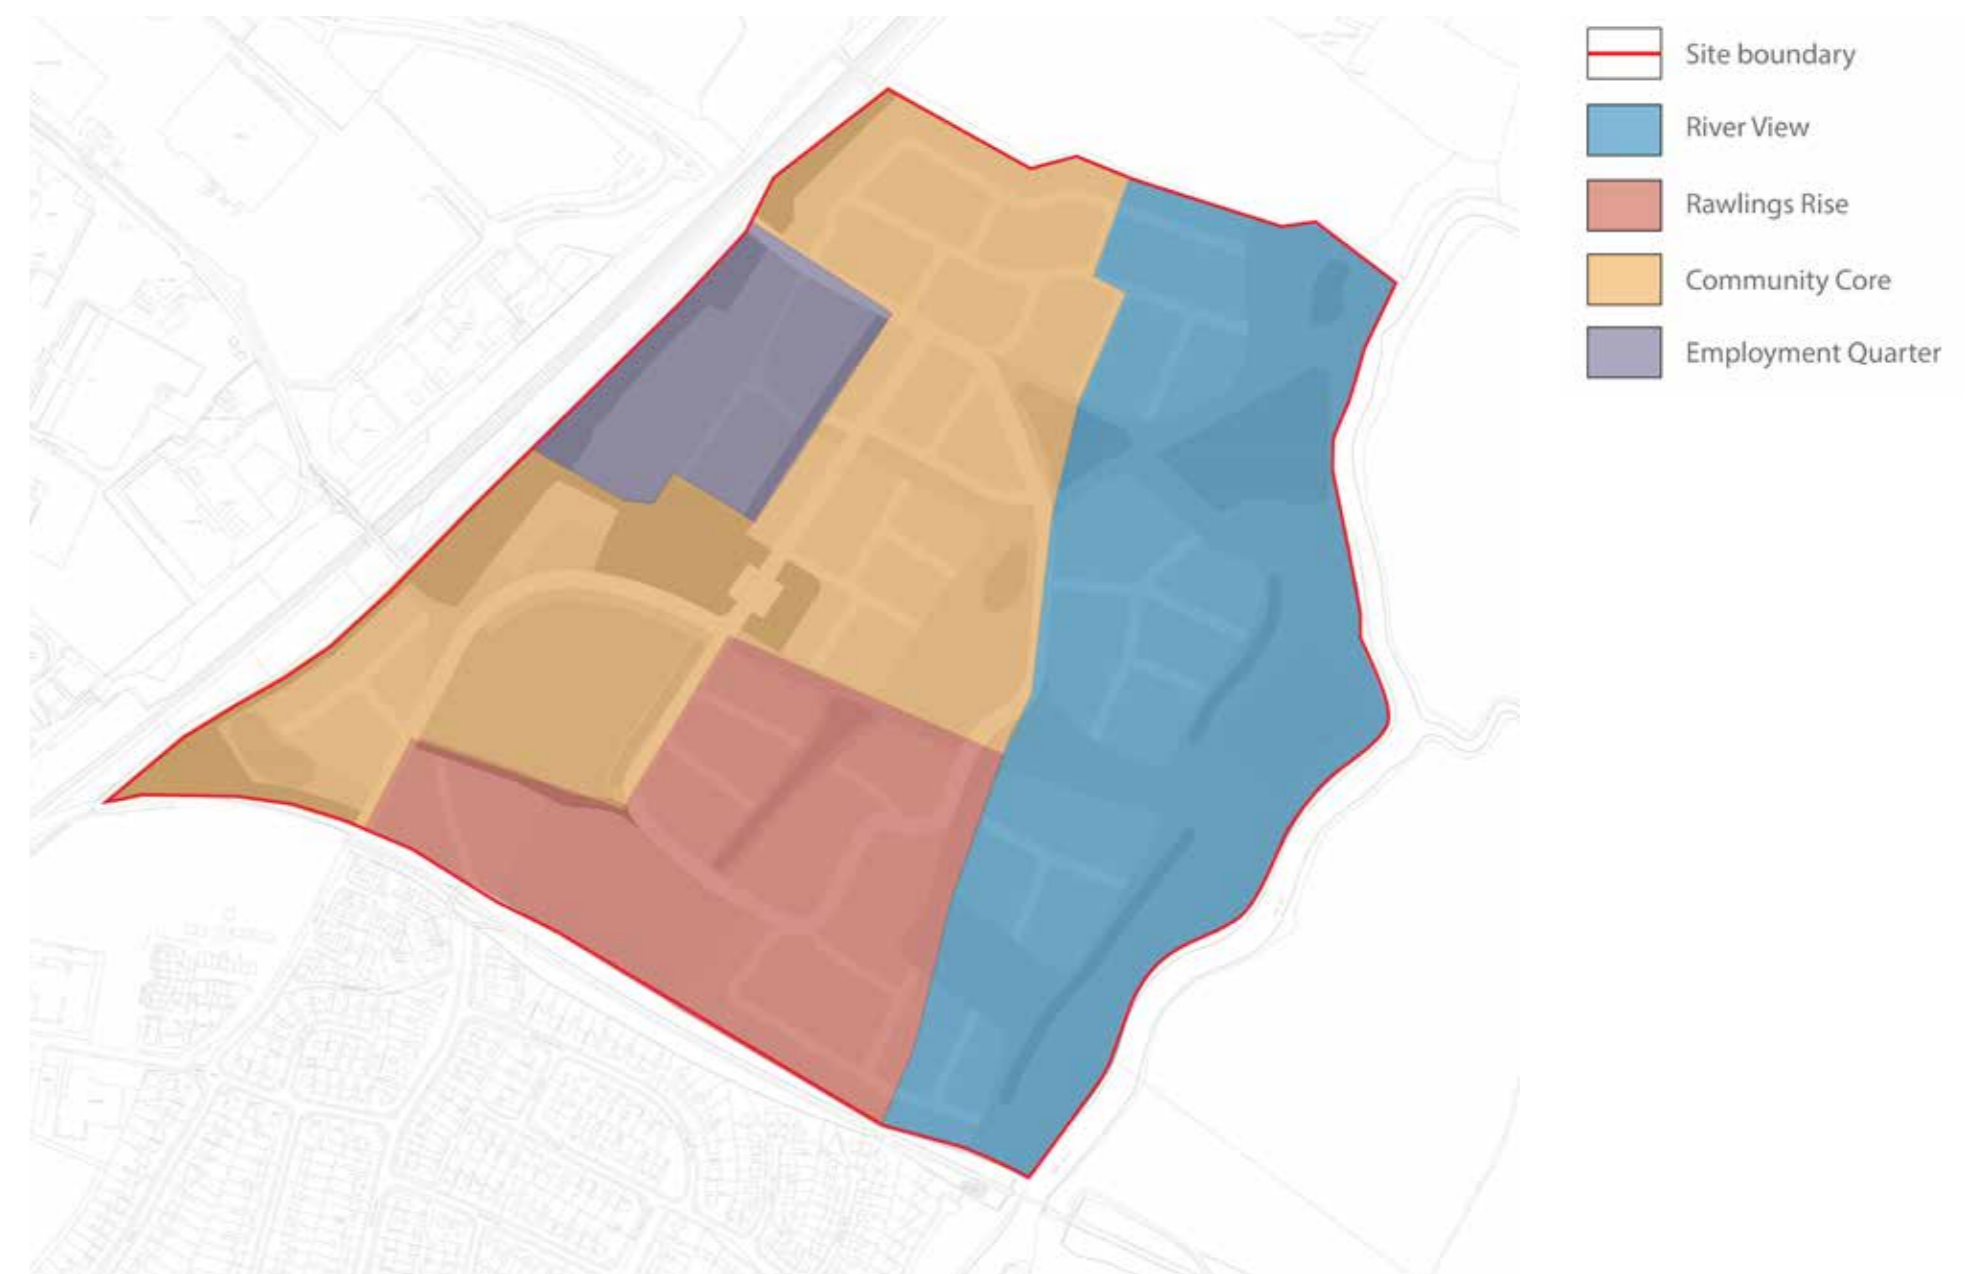 Site boundary
River View
Rawlings Rise
Community Core
Employment Quarter